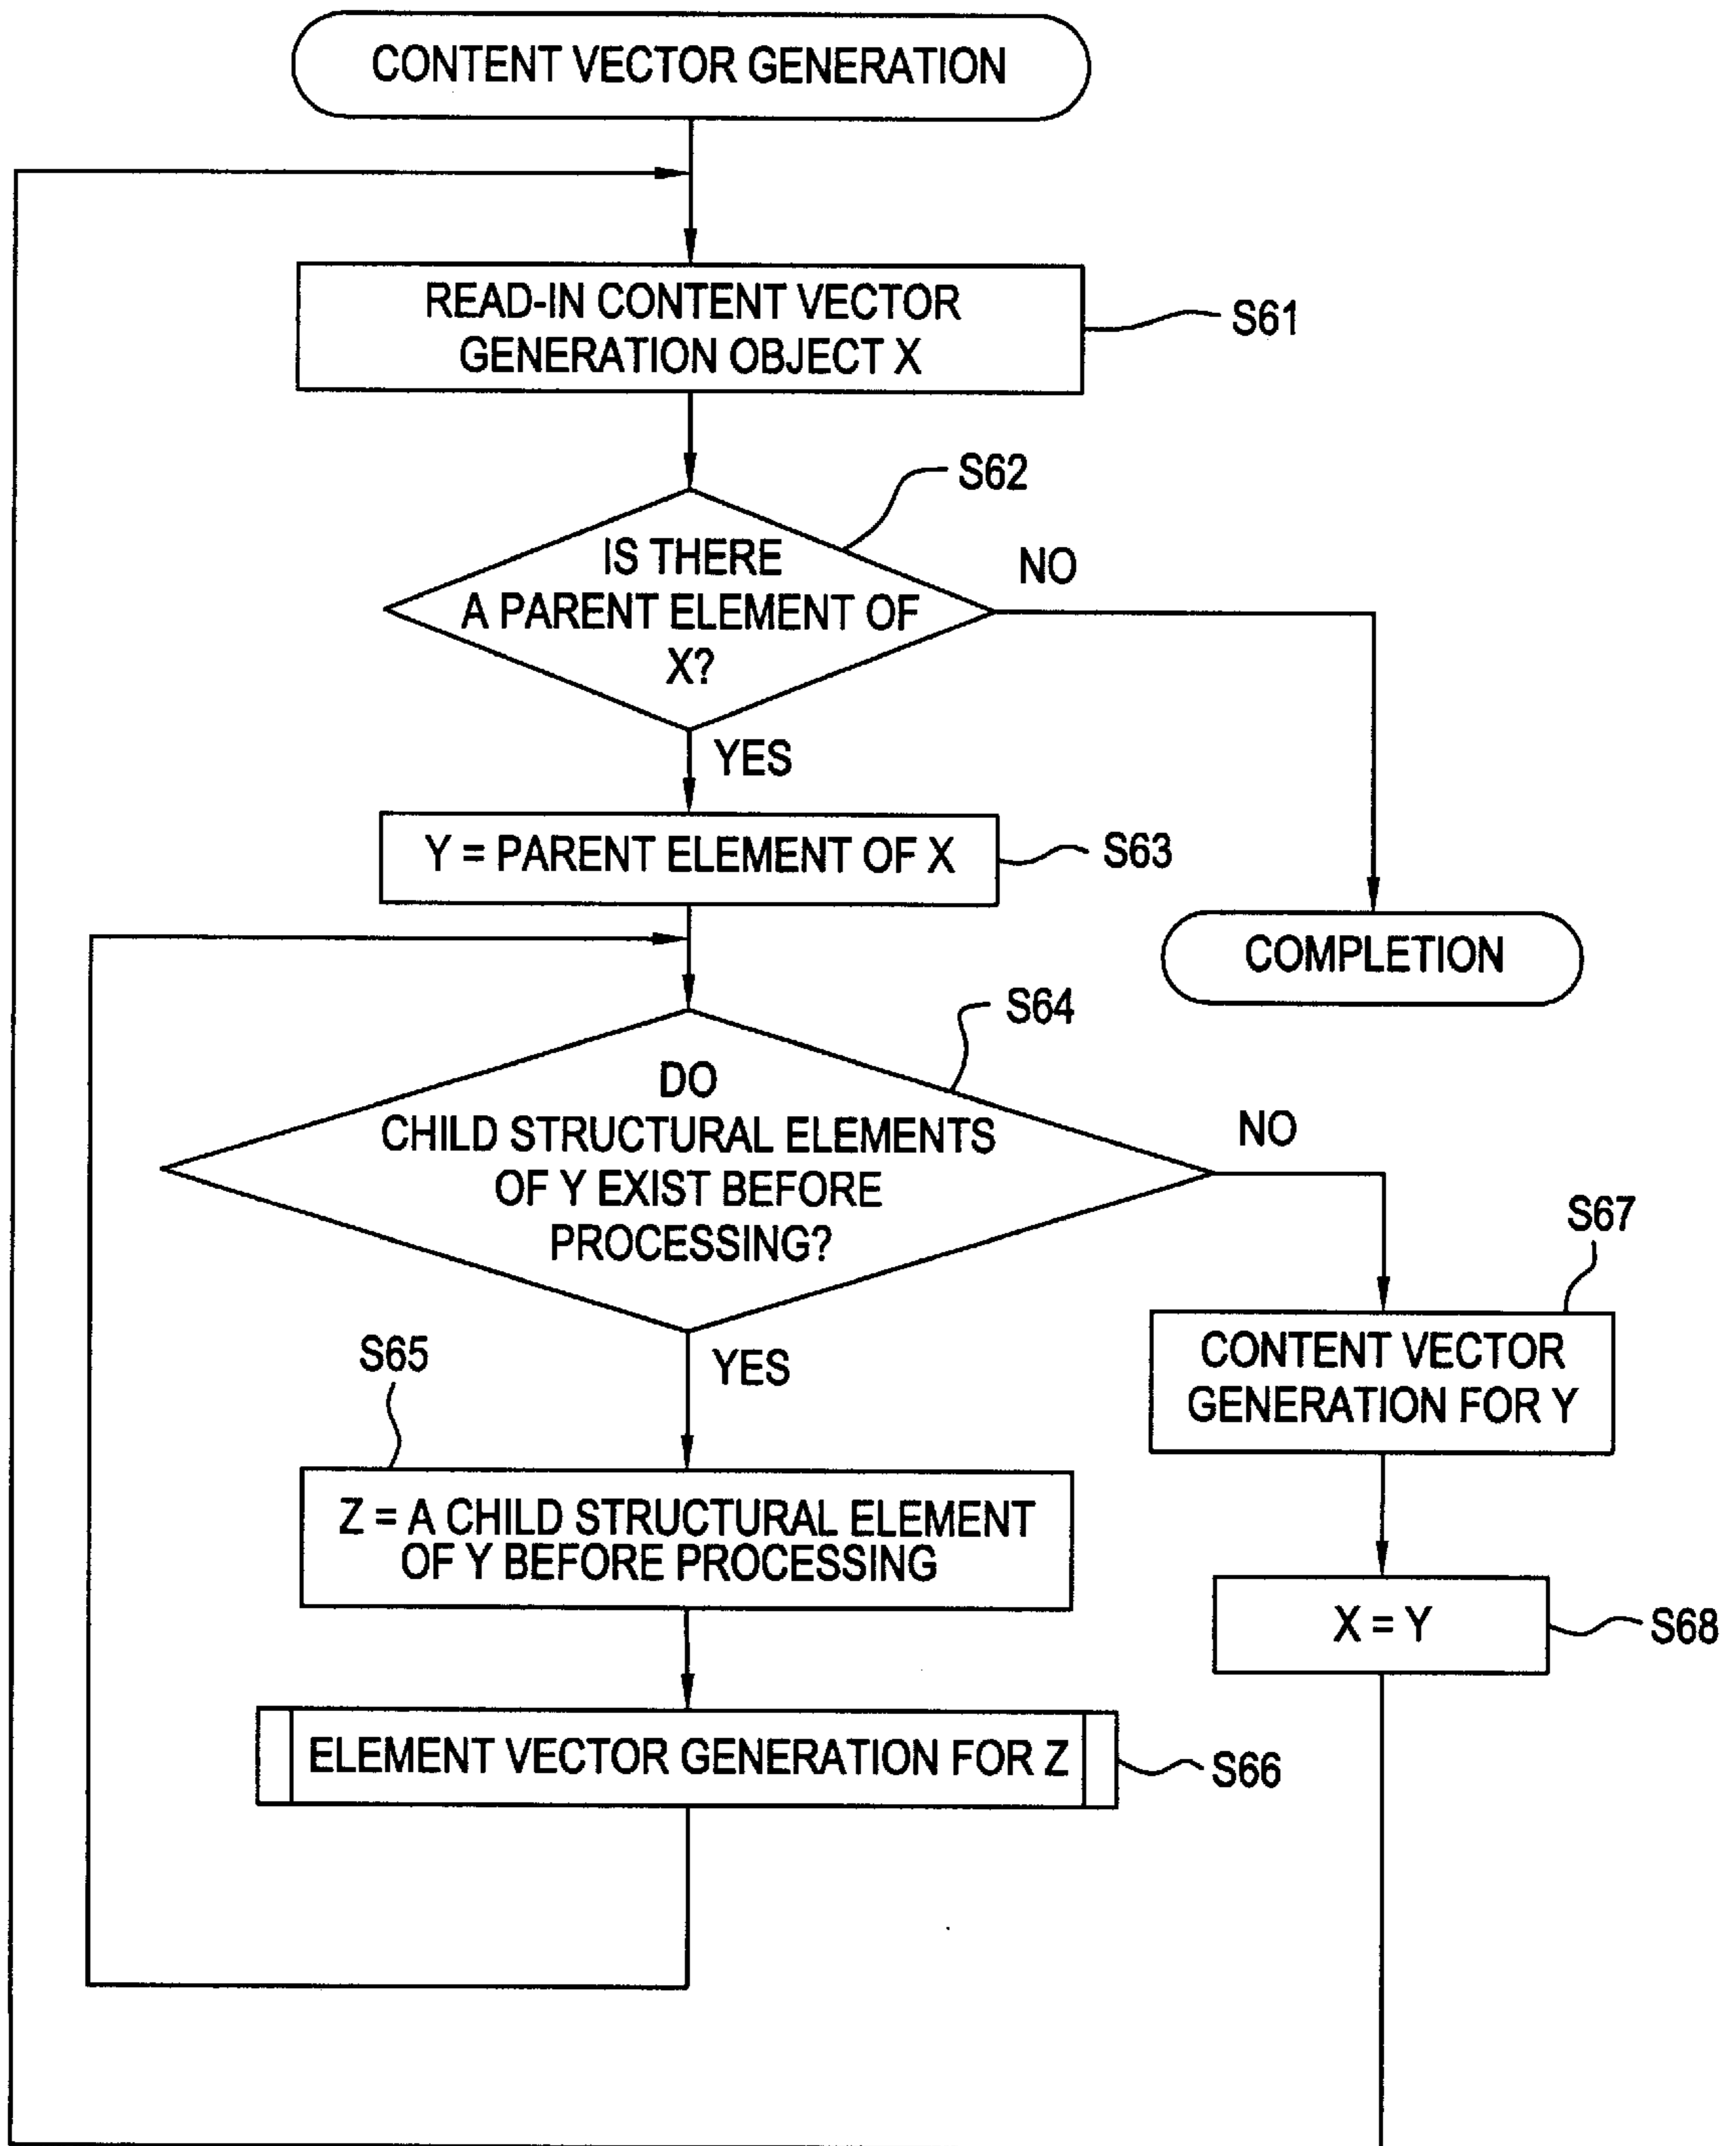 CONTENT VECTOR GENERATION
READ-IN CONTENT VECTOR
GENERATION OBJECT X
S61
S62
IS THERE
A PARENT ELEMENT OF
X?
NO
YES
Y = PARENT ELEMENT OF X
S63
COMPLETION
S64
DO
CHILD STRUCTURAL ELEMENTS
OF Y EXIST BEFORE
PROCESSING?
NO
YES
S67
CONTENT VECTOR
GENERATION FOR Y
S65
Z = A CHILD STRUCTURAL ELEMENT
OF Y BEFORE PROCESSING
X = Y
S68
ELEMENT VECTOR GENERATION FOR Z
S66